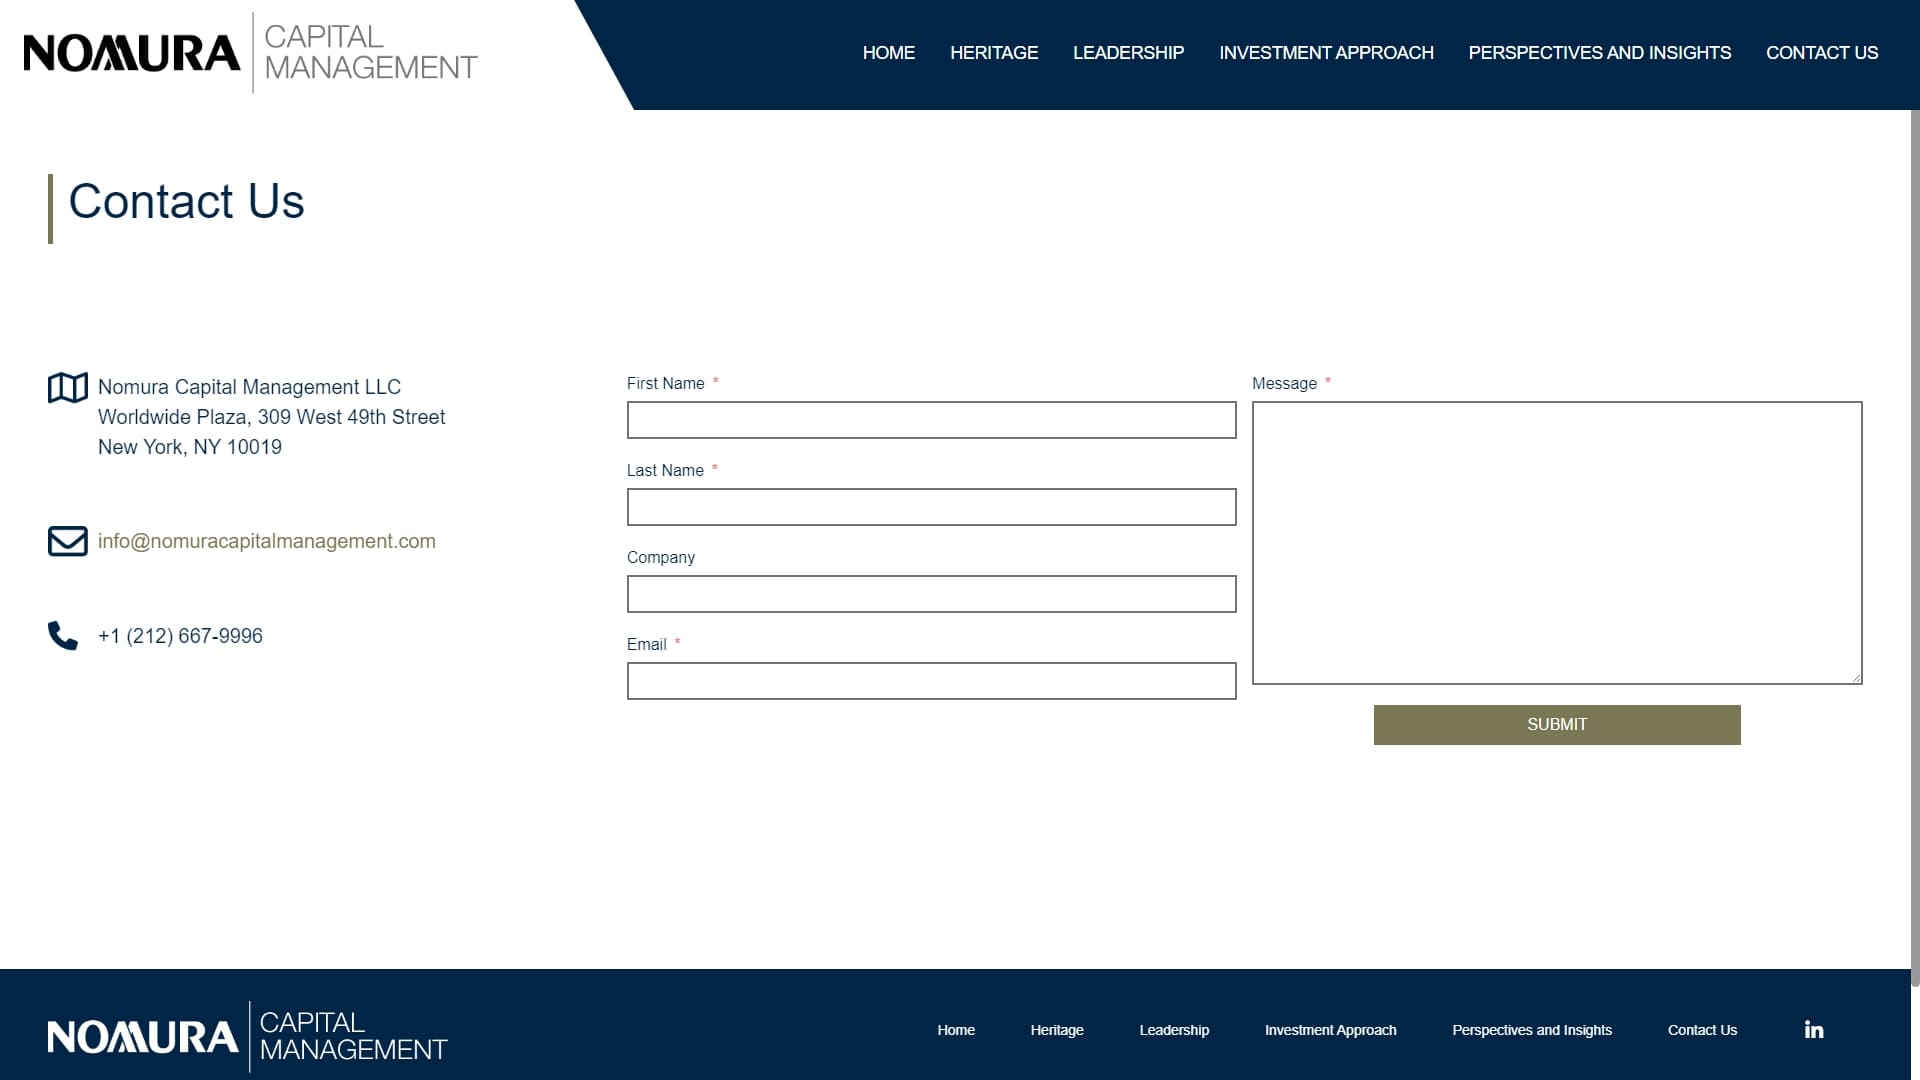 NOMURA CAPITAL MANAGEMENT
HOME HERITAGE LEADERSHIP INVESTMENT APPROACH PERSPECTIVES AND INSIGHTS CONTACT US
Contact Us
Nomura Capital Management LLC
Worldwide Plaza, 309 West 49th Street
New York, NY 10019
info@nomuracapitalmanagement.com
+1 (212) 667-9996
First Name *
Last Name *
Company
Email *
Message *
SUBMIT
NOMURA CAPITAL MANAGEMENT
Home Heritage Leadership Investment Approach Perspectives and Insights Contact Us in